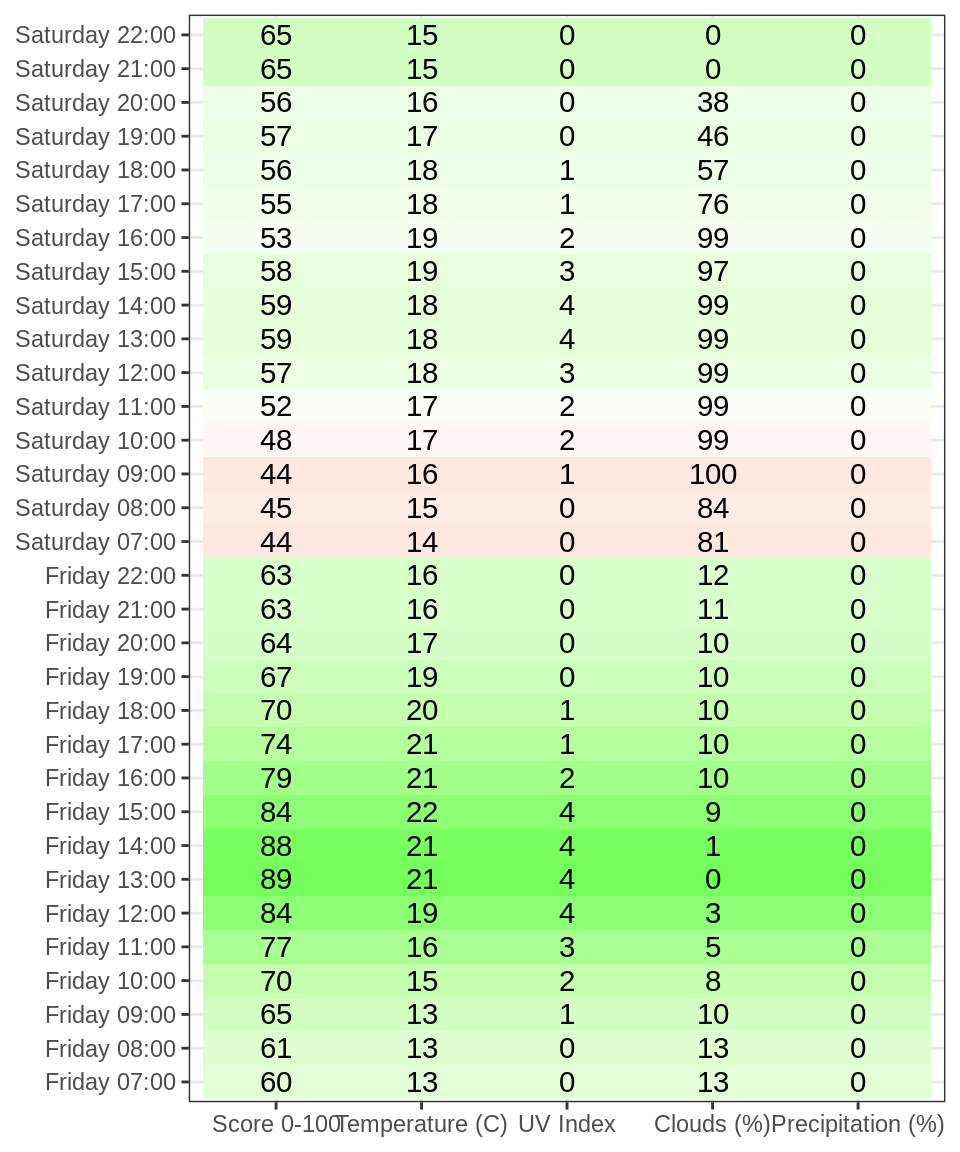 Saturday 22:00 65 15 0 0 0
Saturday 21:00 65 15 0 0 0
Saturday 20:00 56 16 0 38 0
Saturday 19:00 57 17 0 46 0
Saturday 18:00 56 18 1 57 0
Saturday 17:00 55 18 1 76 0
Saturday 16:00 53 19 2 99 0
Saturday 15:00 58 19 3 97 0
Saturday 14:00 59 18 4 99 0
Saturday 13:00 59 18 4 99 0
Saturday 12:00 57 18 3 99 0
Saturday 11:00 52 17 2 99 0
Saturday 10:00 48 17 2 99 0
Saturday 09:00 44 16 1 100 0
Saturday 08:00 45 15 0 84 0
Saturday 07:00 44 14 0 81 0
Friday 22:00 63 16 0 12 0
Friday 21:00 63 16 0 11 0
Friday 20:00 64 17 0 10 0
Friday 19:00 67 19 0 10 0
Friday 18:00 70 20 1 10 0
Friday 17:00 74 21 1 10 0
Friday 16:00 79 21 2 10 0
Friday 15:00 84 22 4 9 0
Friday 14:00 88 21 4 1 0
Friday 13:00 89 21 4 0 0
Friday 12:00 84 19 4 3 0
Friday 11:00 77 16 3 5 0
Friday 10:00 70 15 2 8 0
Friday 09:00 65 13 1 10 0
Friday 08:00 61 13 0 13 0
Friday 07:00 60 13 0 13 0
Score 0-100 Temperature (C) UV Index Clouds (%) Precipitation (%)